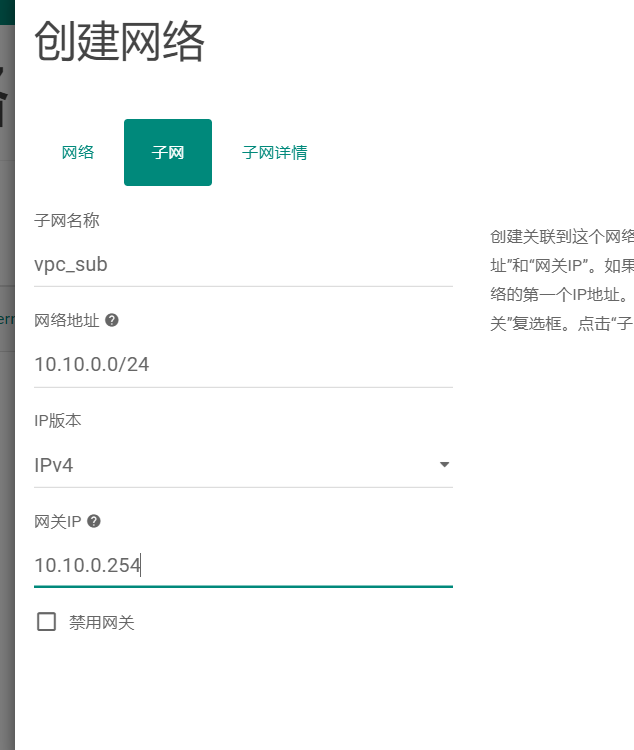 创建网络
网络
子网
子网详情
子网名称
vpc_sub
网络地址
10.10.0.0/24
IP版本
IPv4
网关IP
10.10.0.254
禁用网关
创建关联到这个网络
址”和“网关IP”。如果
络的第一个IP地址。
关”复选框。点击“子